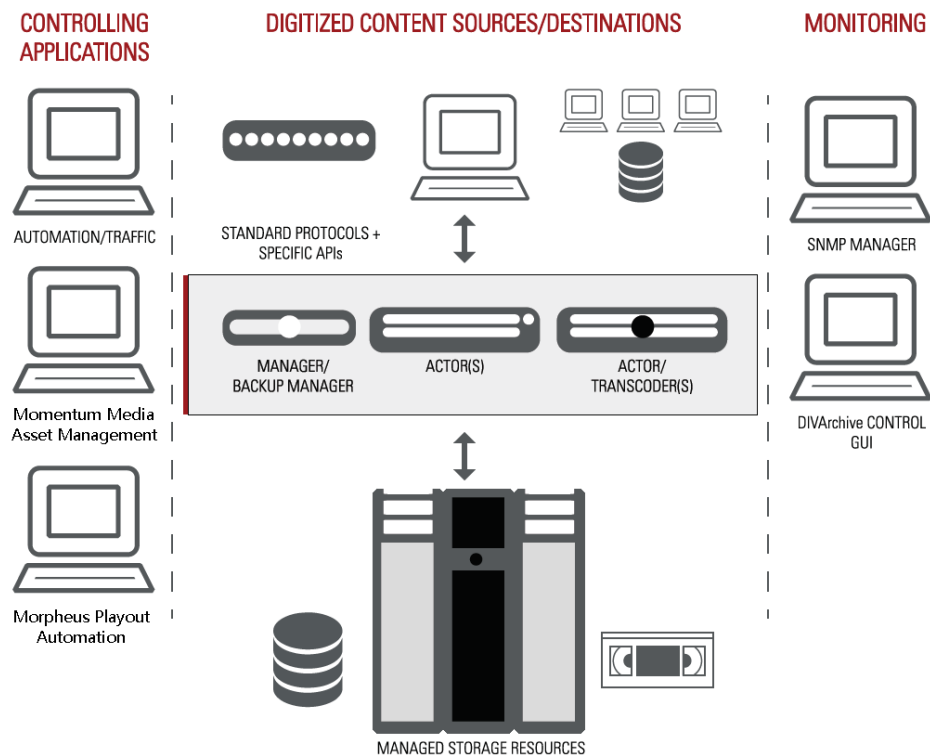 CONTROLLING
APPLICATIONS
DIGITIZED CONTENT SOURCES/DESTINATIONS
MONITORING
AUTOMATION/TRAFFIC
Momentum Media
Asset Management
Morpheus Playout
Automation
STANDARD PROTOCOLS +
SPECIFIC APIs
MANAGER/
BACKUP MANAGER
ACTOR(S)
ACTOR/
TRANSCODER(S)
MANAGED STORAGE RESOURCES
SNMP MANAGER
DIVArchive CONTROL
GUI